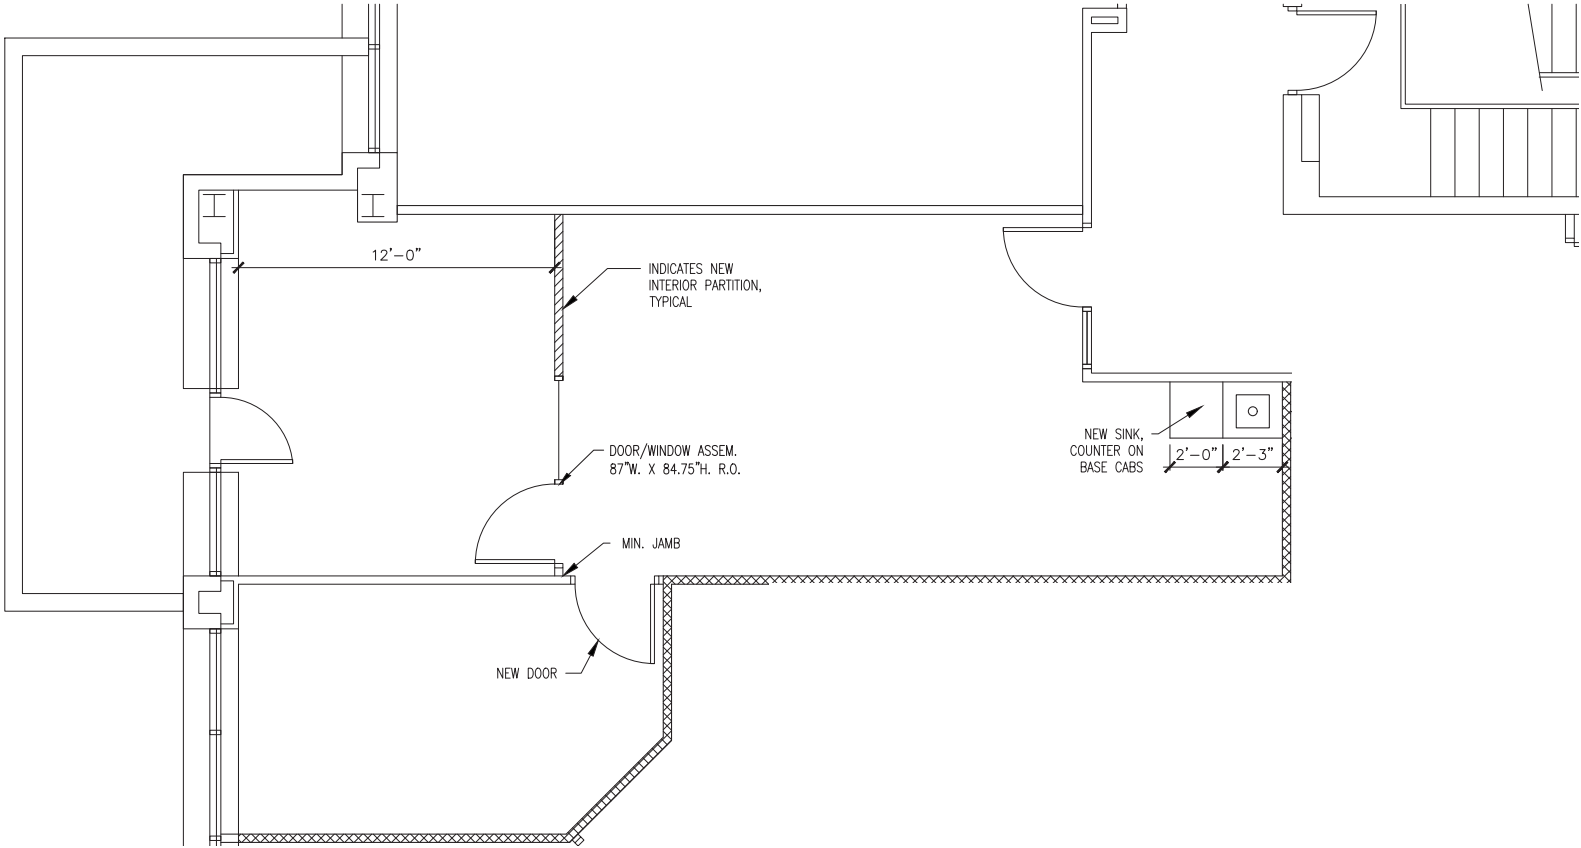 12'-0"
INDICATES NEW
INTERIOR PARTITION,
TYPICAL
DOOR/WINDOW ASSEM.
87"W. X 84.75"H. R.O.
NEW SINK,
COUNTER ON
BASE CABS
2'-0" 2'-3"
MIN. JAMB
NEW DOOR